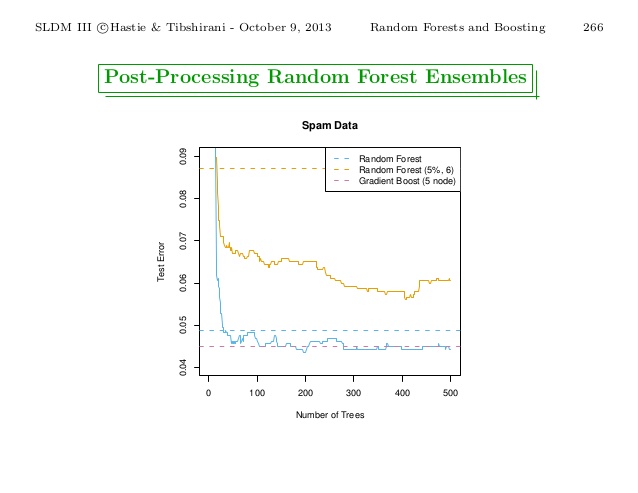 SLDM III ©Hastie & Tibshirani - October 9, 2013 Random Forests and Boosting 266
Post-Processing Random Forest Ensembles
Spam Data
Random Forest
Random Forest (5%, 6)
Gradient Boost (5 node)
Test Error
0.09
0.08
0.07
0.06
0.05
0.04
0 100 200 300 400 500
Number of Trees